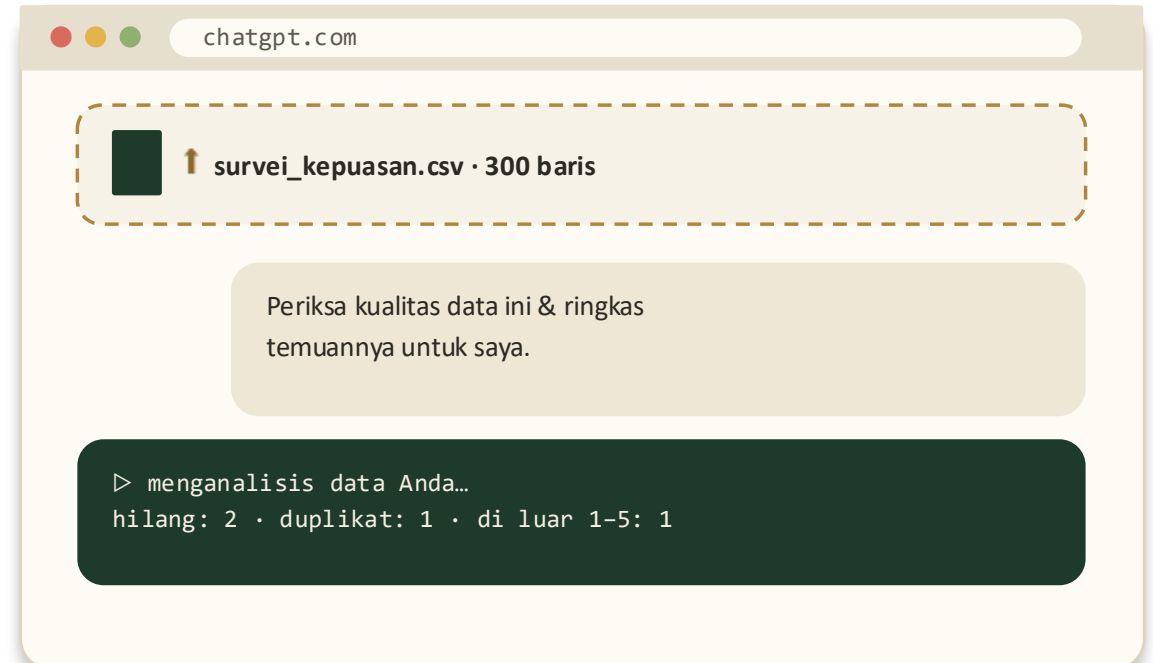 chatgpt.com
⬆ survei_kepuasan.csv · 300 baris
Periksa kualitas data ini & ringkas
temuannya untuk saya.
▷ menganalisis data Anda…
hilang: 2 · duplikat: 1 · di luar 1–5: 1